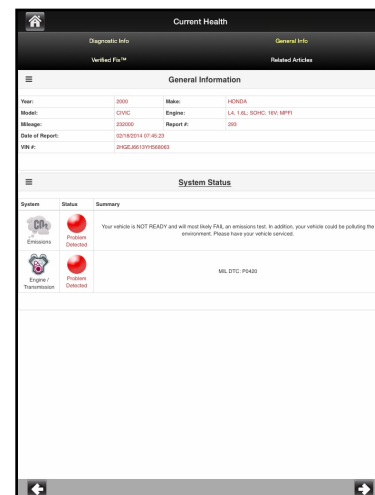 Current Health
Diagnostic Info General Info
Verified Fix™ Related Articles
General Information
Year: 2000 Make: HONDA
Model: CIVIC Engine: L4, 1.6L; SOHC; 16V; MPFI
Mileage: 232000 Report #: 293
Date of Report: 02/18/2014 07:45:23
VIN #: 2HGEJ6613YH568063
System Status
System Status Summary
CO₂
Emissions
Problem
Detected
Your vehicle is NOT READY and will most likely FAIL an emissions test. In addition, your vehicle could be polluting the
environment. Please have your vehicle serviced.
Engine /
Transmission
Problem
Detected
MIL DTC: P0420